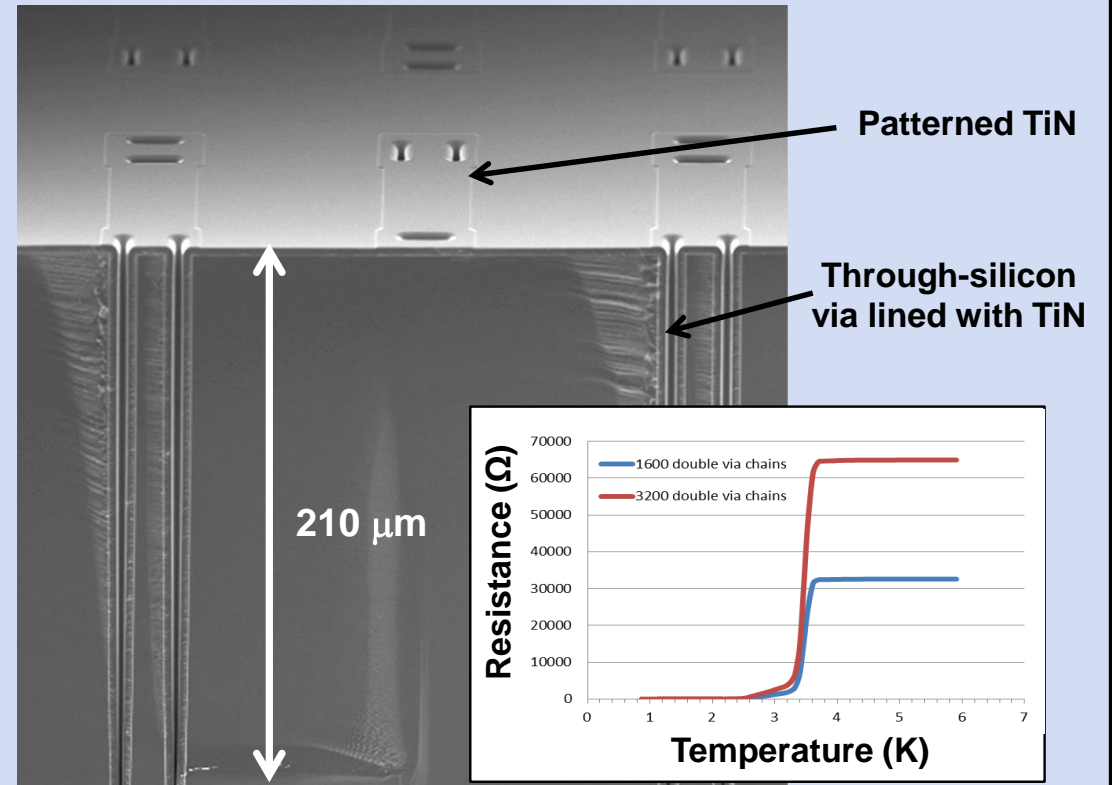 Patterned TiN
Through-silicon
via lined with TiN
210 μm
Resistance (Ω)
70000
60000
50000
40000
30000
20000
10000
0
1600 double via chains
3200 double via chains
0 1 2 3 4 5 6 7
Temperature (K)